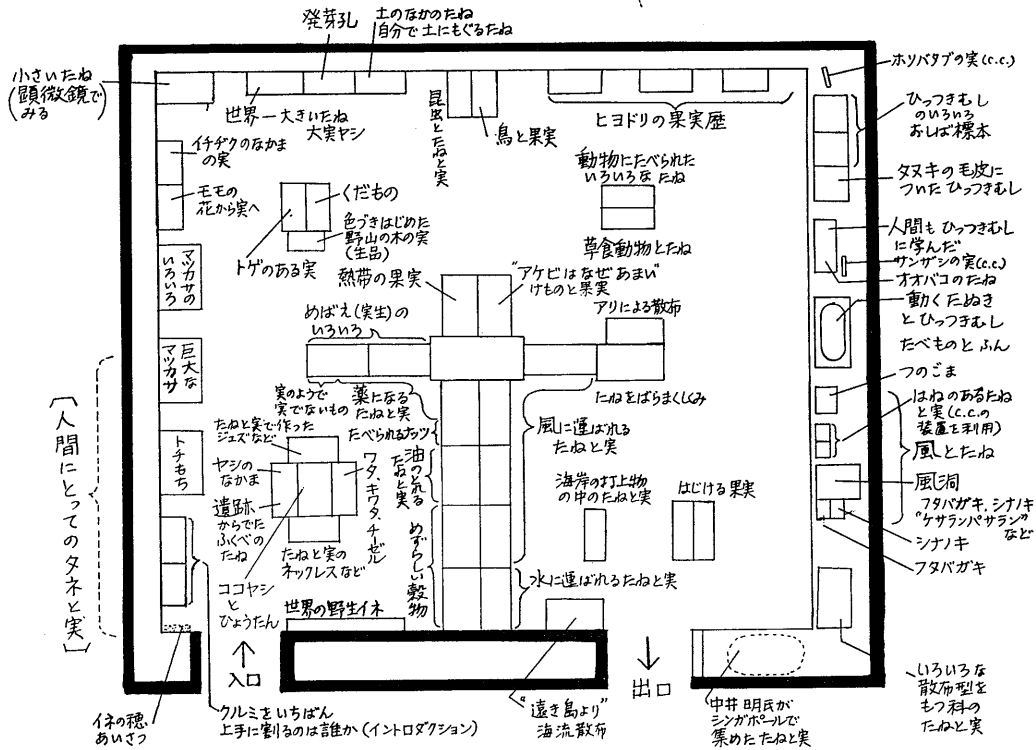 発芽孔
土のなかのたね
自分で土にもぐるたね
小さいたね
(顕微鏡で
みる)
世界一大きいたね
大実ヤシ
昆虫とたねと実
鳥と果実
ヒヨドリの果実歴
ホソバタブの実(c.c.)
ひっつきむし
のいろいろ
おしば標本
タヌキの毛皮に
ついたひっつきむし
イチヂクのなかま
の実
モモの
花から実へ
くだもの
色づきはじめた
野山の木の実
(生品)
トゲのある実
動物にたべられた
いろいろなたね
草食動物とたね
人間もひっつきむし
に学んだ
サンザシの実(c.c.)
オオバコのたね
動くたぬき
とひっつきむし
たべものとふん
マツカサの
いろいろ
熱帯の果実
"アケビはなぜあまい"
けものと果実
アリによる散布
めばえ(実生)の
いろいろ
巨大な
マツカサ
つのごま
はねのあるたね
と実(c.c.の
装置を利用)
風とたね
実のようで
実でないもの
薬になる
たねと実
たねをばらまくしくみ
たねと実で作った
ジュズなど
たべられるナッツ
風に運ばれる
たねと実
[人間にとってのタネと実]
トチもち
ヤシの
なかま
ワタ、キワタ、チーゼル
油のとれる
たねと実
海岸の打上物
の中のたねと実
はじける果実
風洞
フタバガキ、シナノキ
"ケサランパサラン"
など
シナノキ
フタバガキ
遺跡
からでた
ふくべの
たね
たねと実の
ネックレスなど
めずらしい穀物
ココヤシ
と
ひょうたん
世界の野生イネ
水に運ばれるたねと実
入口
出口
イネの穂
あいさつ
クルミをいちばん
上手に割るのは誰か(イントロダクション)
"遠き島より"
海流散布
中井明氏が
シンガポールで
集めたたねと実
いろいろな
散布型を
もつ科の
たねと実